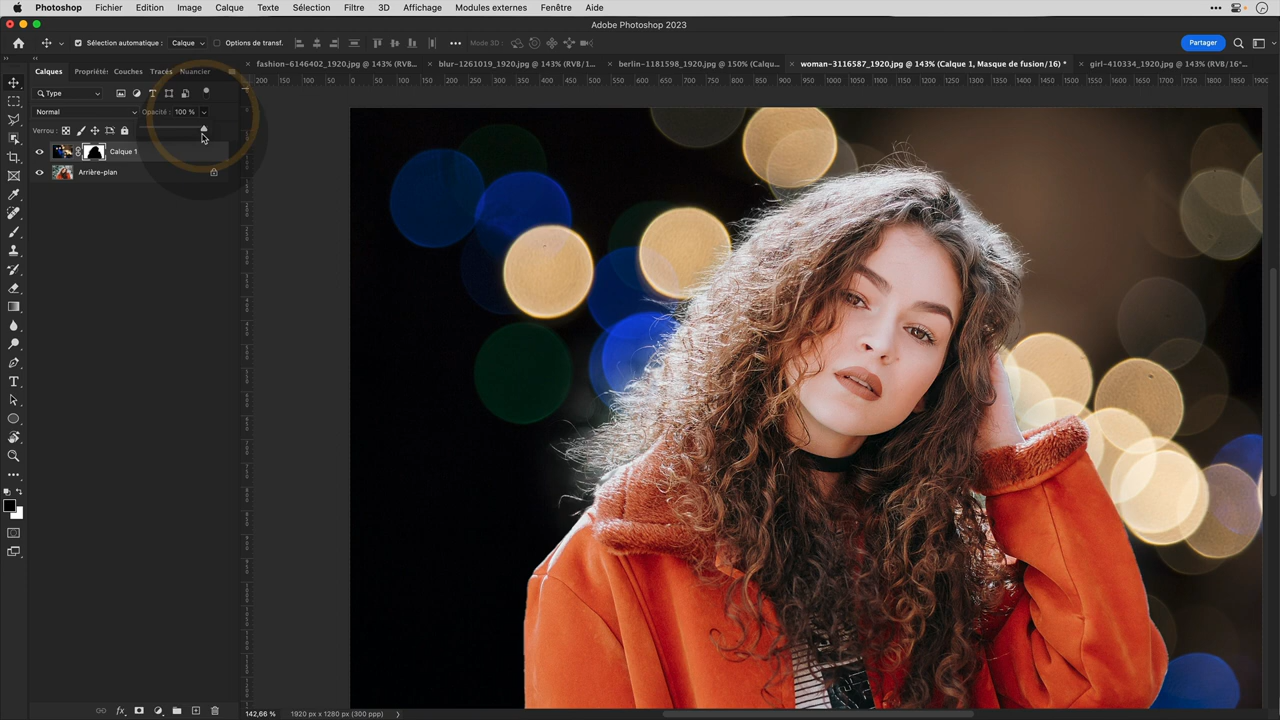 Photoshop Fichier Edition Image Calque Texte Sélection Filtre 3D Affichage Modules externes Fenêtre Aide
Adobe Photoshop 2023
Sélection automatique : Calque Options de transf. Mode 3D : Partager
Calques Propriété: Couches Tracés Nuancier
fashion-6146402_1920.jpg @ 143% (RVB/8... blur-1261019_1920.jpg @ 143% (RVB/1... berlin-1181598_1920.jpg @ 150% (Calqu... woman-3116587_1920.jpg @ 143% (Calque 1, Masque de fusion/16) * girl-410334_1920.jpg @ 143% (RVB/16*...
Type
Normal Opacité : 100 %
Verrou :
Calque 1
Arrière-plan
142,66 % 1920 px x 1280 px (300 ppp)